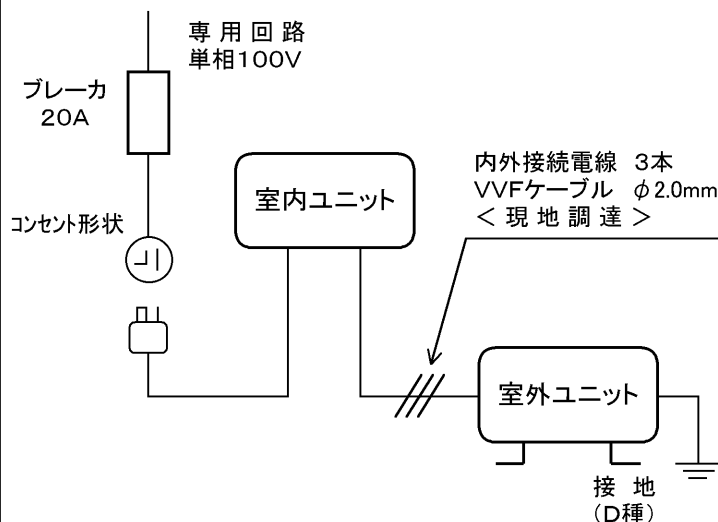 専用回路
単相100V
ブレーカ
20A
コンセント形状
室内ユニット
内外接続電線 3本
VVFケーブル φ2.0mm
＜現地調達＞
室外ユニット
接地
(D種)